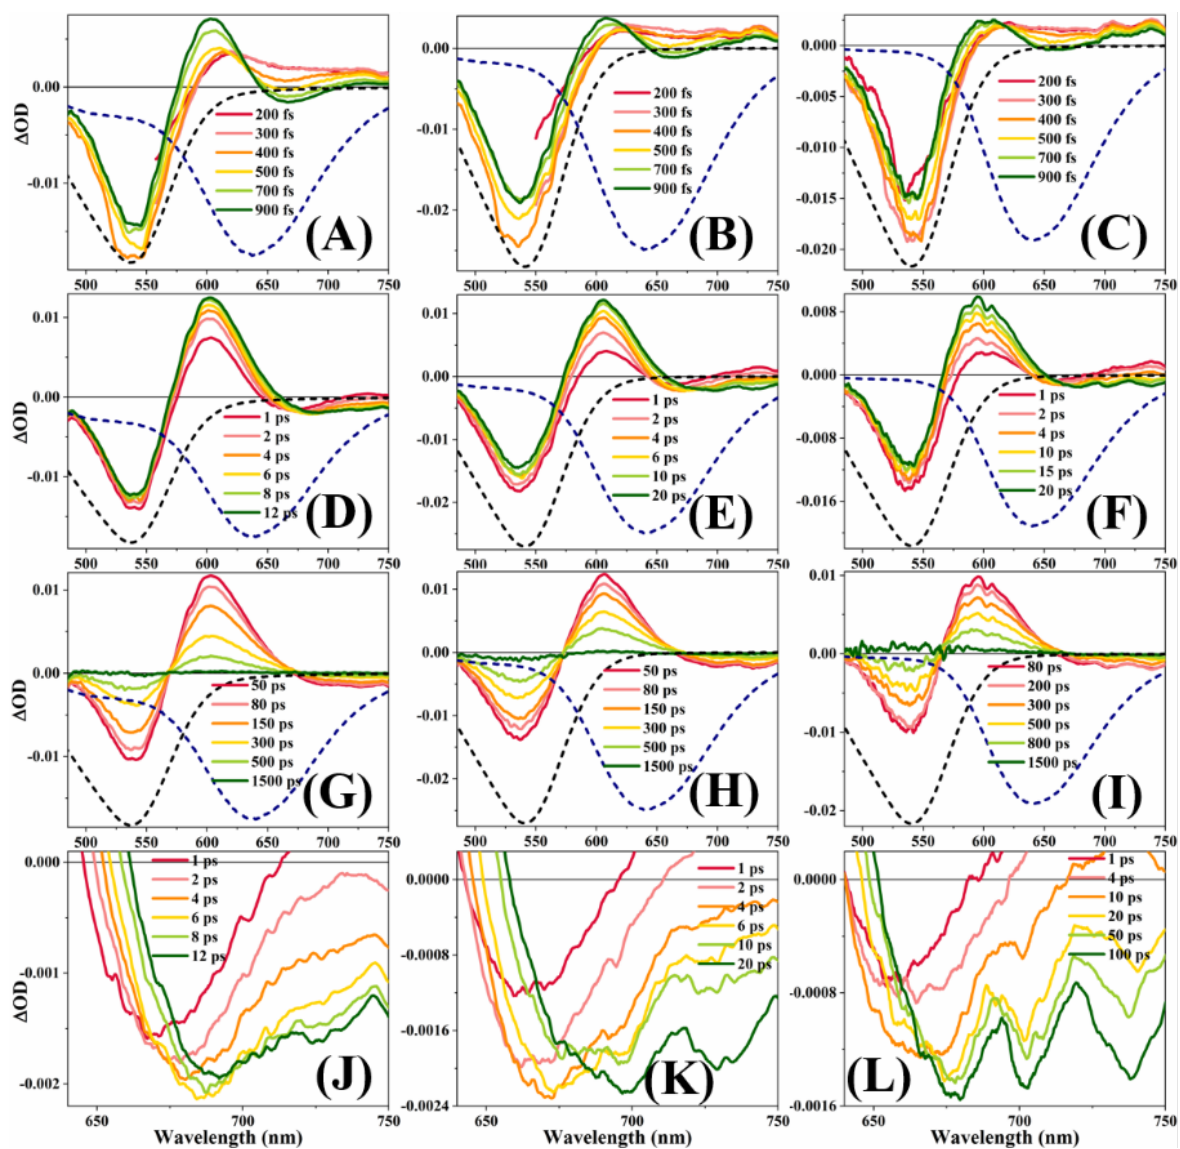 0.00
-0.01
ΔOD
200 fs
300 fs
400 fs
500 fs
700 fs
900 fs
(A)
500 550 600 650 700 750
0.00
-0.01
-0.02
200 fs
300 fs
400 fs
500 fs
700 fs
900 fs
(B)
500 550 600 650 700 750
0.000
-0.005
-0.010
-0.015
-0.020
200 fs
300 fs
400 fs
500 fs
700 fs
900 fs
(C)
500 550 600 650 700 750
0.01
0.00
-0.01
ΔOD
1 ps
2 ps
4 ps
6 ps
8 ps
12 ps
(D)
500 550 600 650 700 750
0.01
0.00
-0.01
-0.02
1 ps
2 ps
4 ps
6 ps
10 ps
20 ps
(E)
500 550 600 650 700 750
0.008
0.000
-0.008
-0.016
1 ps
2 ps
4 ps
10 ps
15 ps
20 ps
(F)
500 550 600 650 700 750
0.01
0.00
-0.01
ΔOD
50 ps
80 ps
150 ps
300 ps
500 ps
1500 ps
(G)
500 550 600 650 700 750
0.01
0.00
-0.01
-0.02
50 ps
80 ps
150 ps
300 ps
500 ps
1500 ps
(H)
500 550 600 650 700 750
0.01
0.00
-0.01
-0.02
80 ps
200 ps
300 ps
500 ps
800 ps
1500 ps
(I)
500 550 600 650 700 750
0.000
-0.001
-0.002
ΔOD
1 ps
2 ps
4 ps
6 ps
8 ps
12 ps
(J)
650 700 750
Wavelength (nm)
0.0000
-0.0008
-0.0016
-0.0024
1 ps
2 ps
4 ps
6 ps
10 ps
20 ps
(K)
650 700 750
Wavelength (nm)
0.0000
-0.0008
-0.0016
1 ps
4 ps
10 ps
20 ps
50 ps
100 ps
(L)
650 700 750
Wavelength (nm)